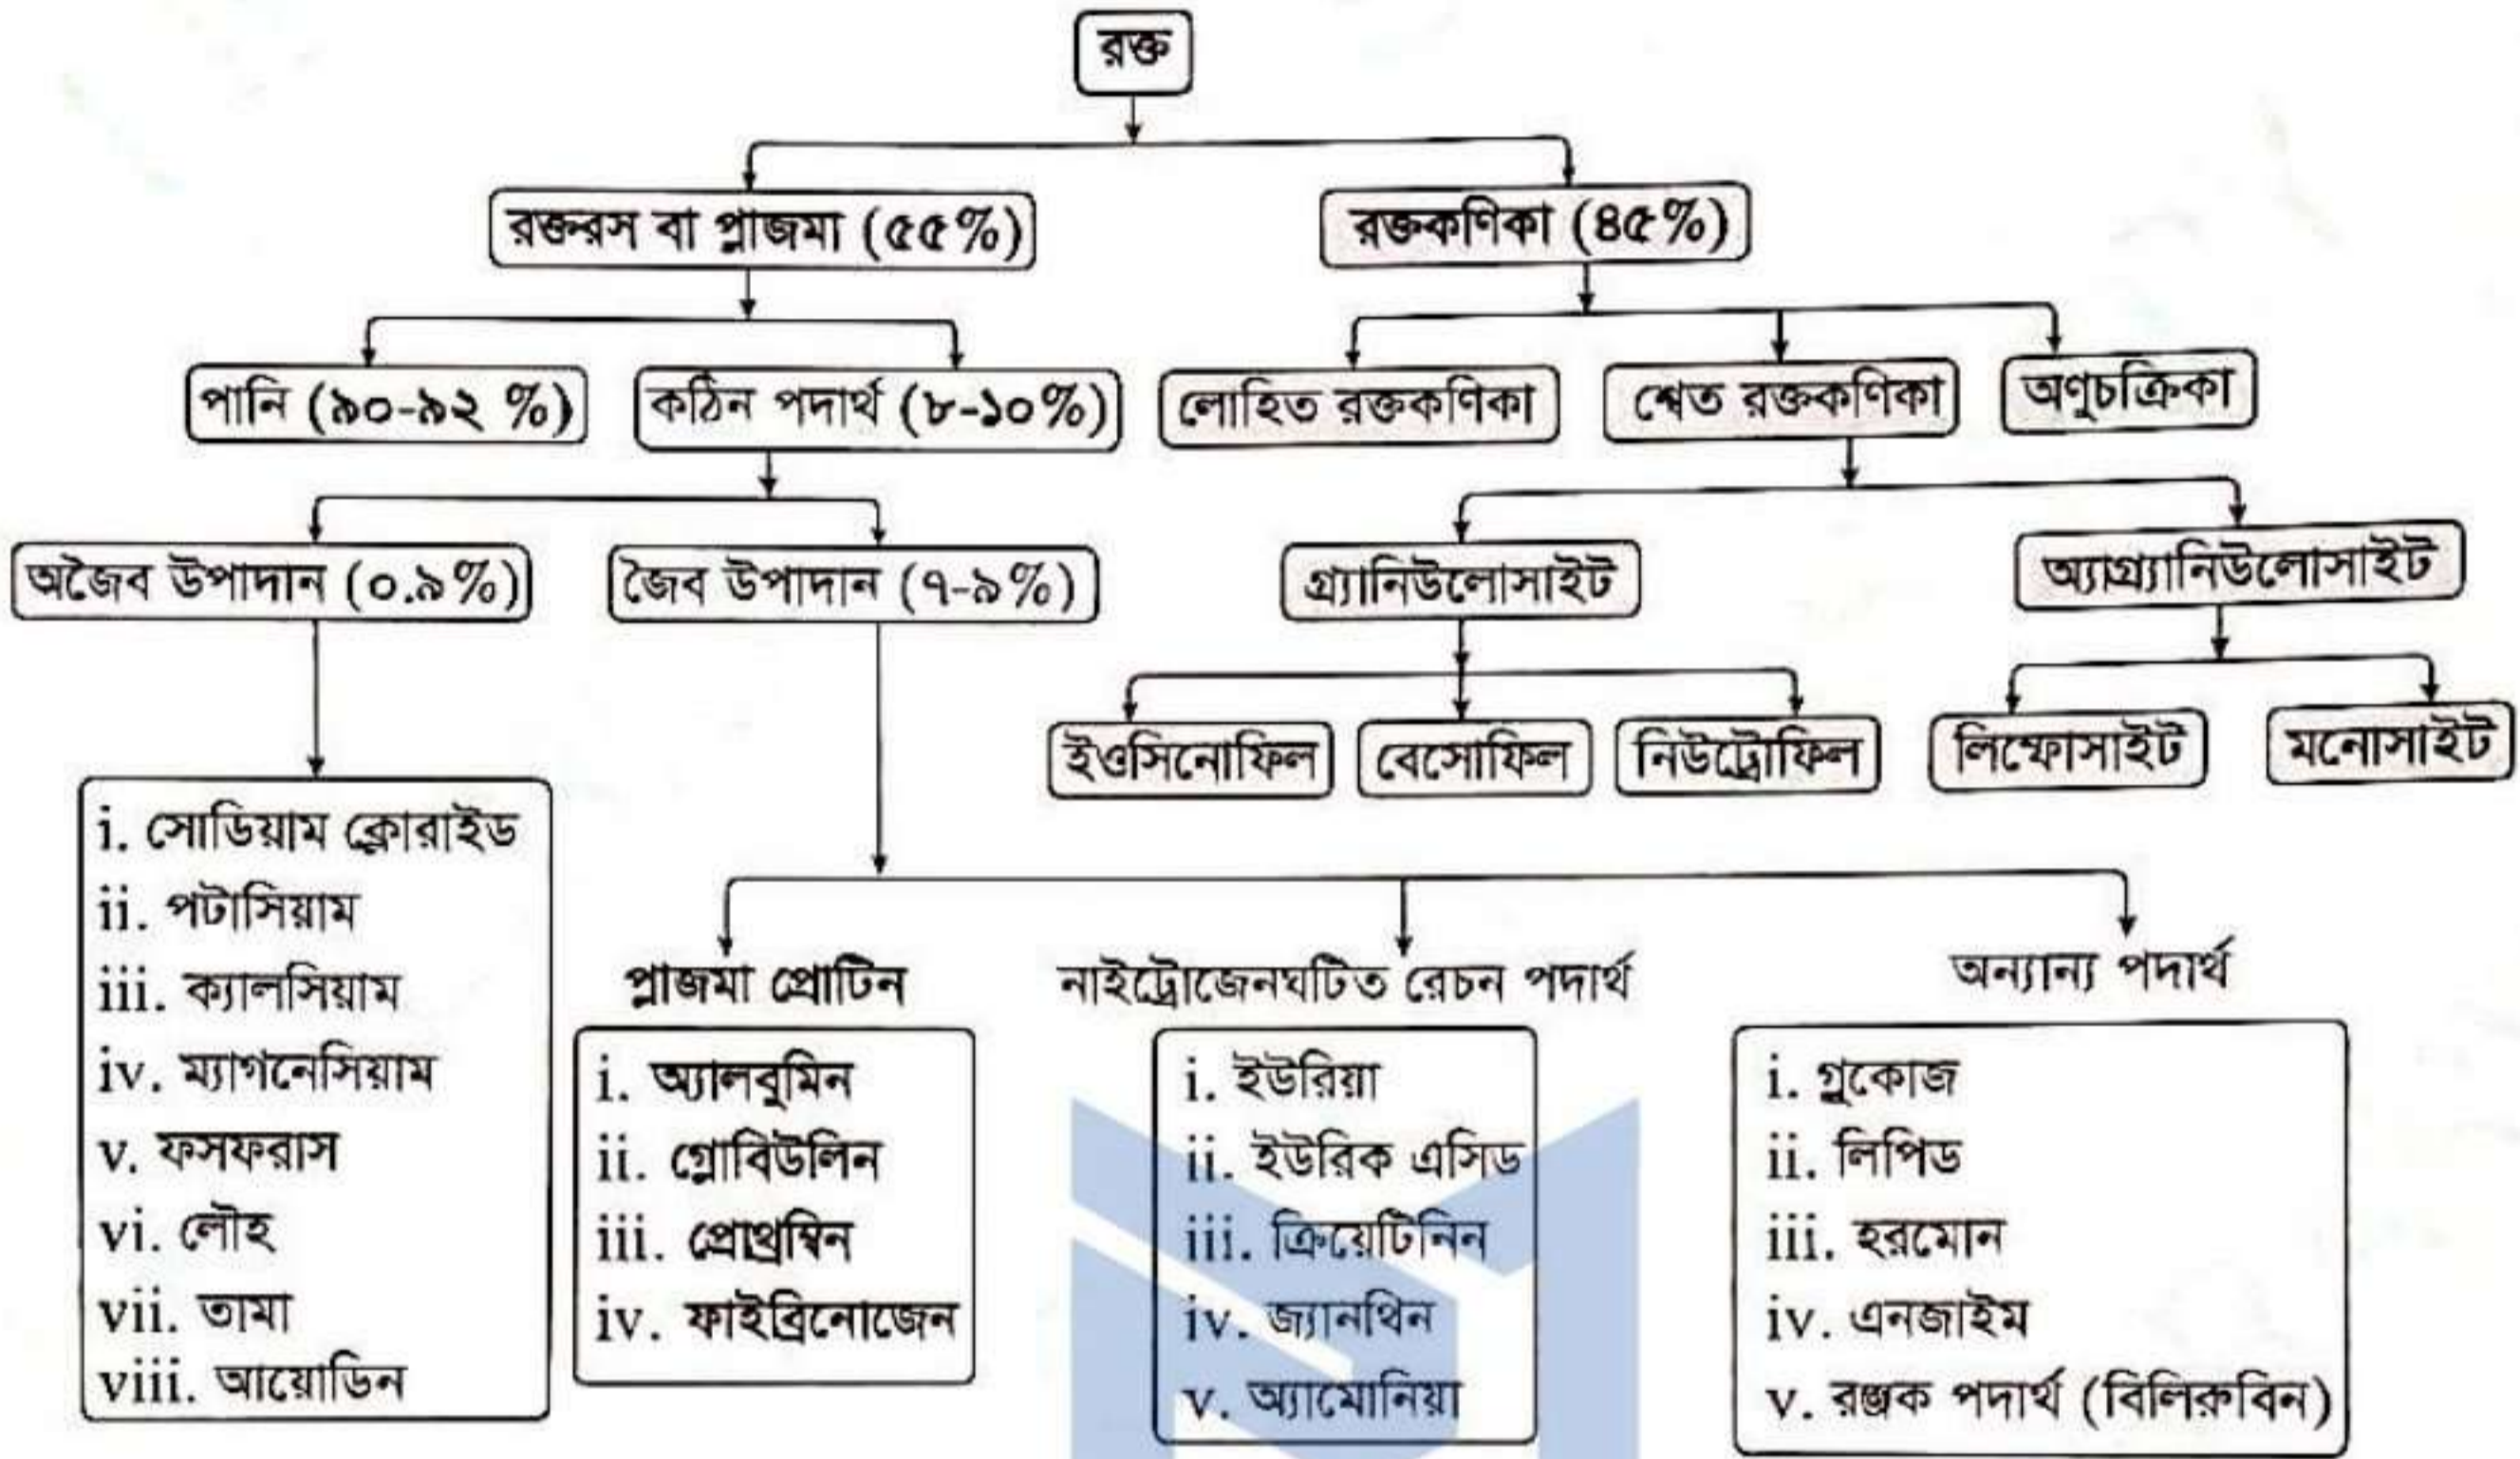 রক্ত
রক্তরস বা প্লাজমা (৫৫%)
রক্তকণিকা (৪৫%)
পানি (৯০-৯২ %)
কঠিন পদার্থ (৮-১০%)
লোহিত রক্তকণিকা
শ্বেত রক্তকণিকা
অণুচক্রিকা
অজৈব উপাদান (০.৯%)
জৈব উপাদান (৭-৯%)
গ্র্যানিউলোসাইট
অ্যাগ্র্যানিউলোসাইট
ইওসিনোফিল
বেসোফিল
নিউট্রোফিল
লিম্ফোসাইট
মনোসাইট
i. সোডিয়াম ক্লোরাইড
ii. পটাসিয়াম
iii. ক্যালসিয়াম
iv. ম্যাগনেসিয়াম
v. ফসফরাস
vi. লৌহ
vii. তামা
viii. আয়োডিন
প্লাজমা প্রোটিন
i. অ্যালবুমিন
ii. গ্লোবিউলিন
iii. প্রোথ্রম্বিন
iv. ফাইব্রিনোজেন
নাইট্রোজেনঘটিত রেচন পদার্থ
i. ইউরিয়া
ii. ইউরিক এসিড
iii. ক্রিয়েটিনিন
iv. জ্যানথিন
v. অ্যামোনিয়া
অন্যান্য পদার্থ
i. গ্লুকোজ
ii. লিপিড
iii. হরমোন
iv. এনজাইম
v. রঞ্জক পদার্থ (বিলিরুবিন)